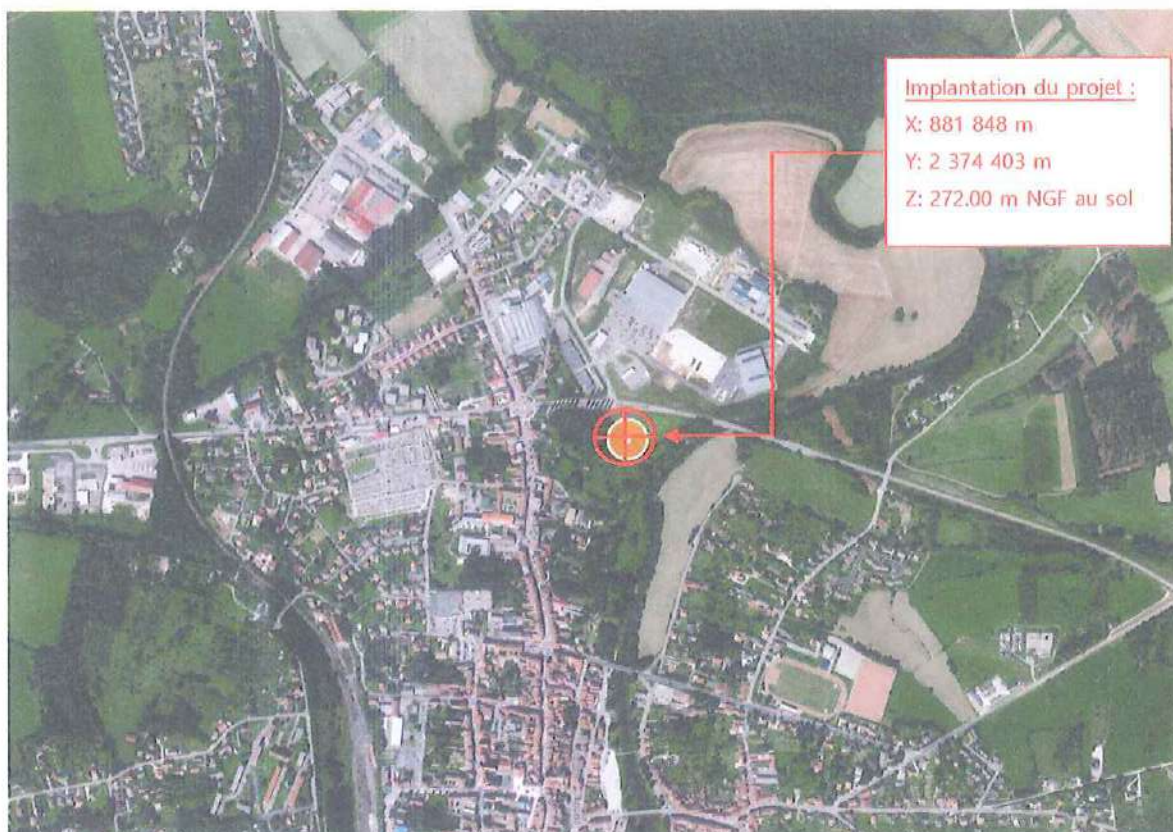 Implantation du projet :
X: 881 848 m
Y: 2 374 403 m
Z: 272.00 m NGF au sol